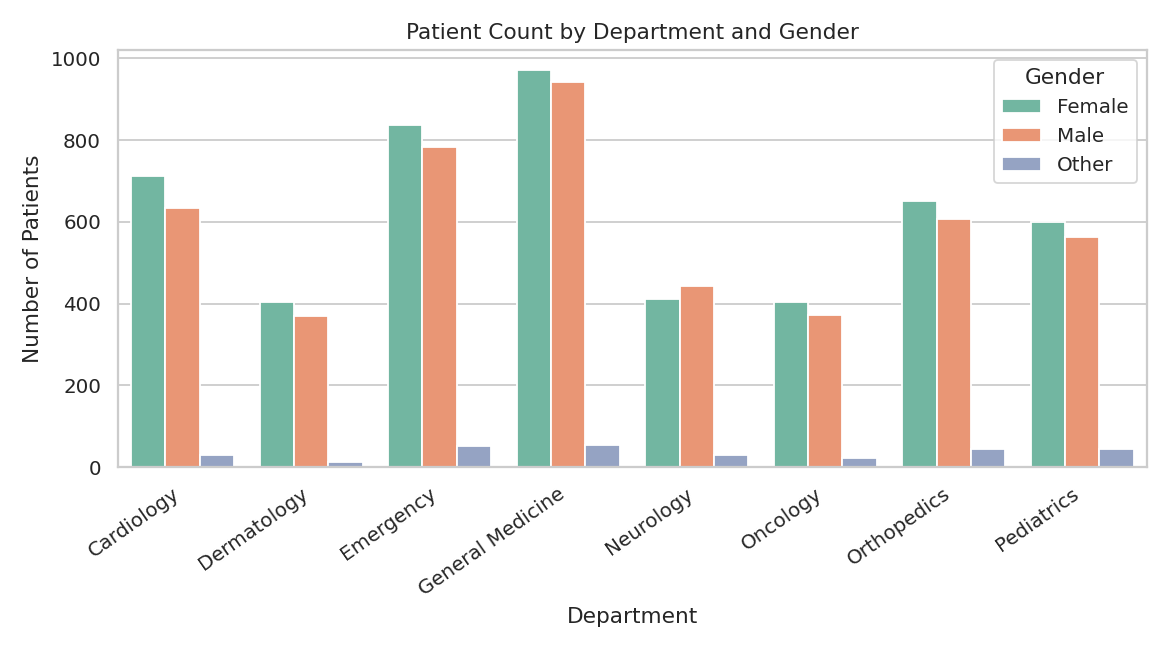 Patient Count by Department and Gender
1000
800
600
400
200
0
Number of Patients
Gender
Female
Male
Other
Cardiology
Dermatology
Emergency
General Medicine
Neurology
Oncology
Orthopedics
Pediatrics
Department